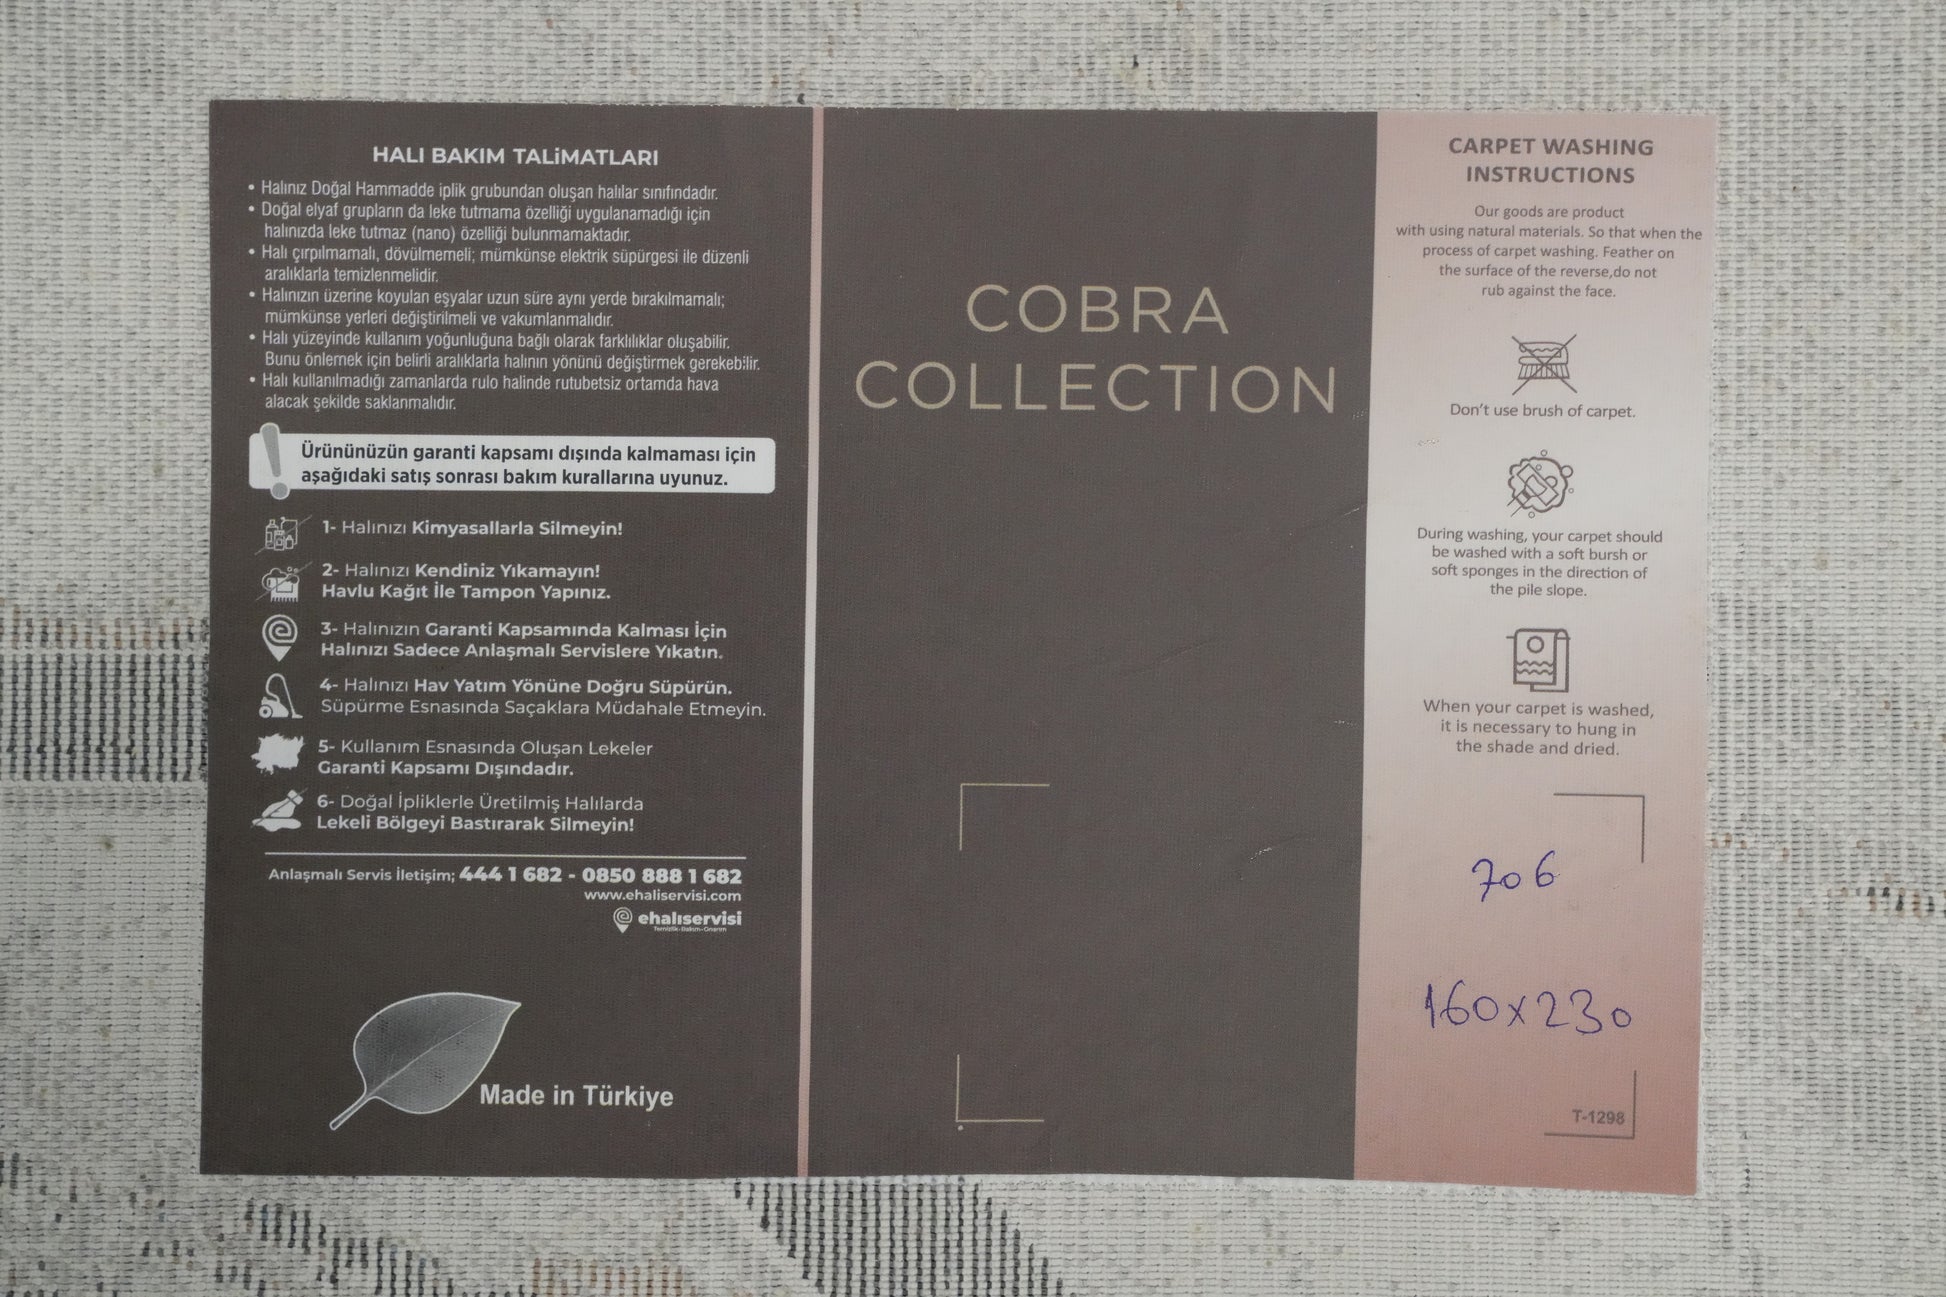 HALI BAKIM TALİMATLARI
• Halınız Doğal Hammadde iplik grubundan oluşan halılar sınıfındadır.
• Doğal elyaf grupların da leke tutmama özelliği uygulanamadığı için
halınızda leke tutmaz (nano) özelliği bulunmamaktadır.
• Halı çırpılmamalı, dövülmemeli; mümkünse elektrik süpürgesi ile düzenli
aralıklarla temizlenmelidir.
• Halınızın üzerine koyulan eşyalar uzun süre aynı yerde bırakılmamalı;
mümkünse yerleri değiştirilmeli ve vakumlanmalıdır.
• Halı yüzeyinde kullanım yoğunluğuna bağlı olarak farklılıklar oluşabilir.
Bunu önlemek için belirli aralıklarla halının yönünü değiştirmek gerekebilir.
• Halı kullanılmadığı zamanlarda rulo halinde rutubetsiz ortamda hava
alacak şekilde saklanmalıdır.
Ürününüzün garanti kapsamı dışında kalmaması için
aşağıdaki satış sonrası bakım kurallarına uyunuz.
1- Halınızı Kimyasallarla Silmeyin!
2- Halınızı Kendiniz Yıkamayın!
Havlu Kağıt İle Tampon Yapınız.
3- Halınızın Garanti Kapsamında Kalması İçin
Halınızı Sadece Anlaşmalı Servislere Yıkatın.
4- Halınızı Hav Yatım Yönüne Doğru Süpürün.
Süpürme Esnasında Saçaklara Müdahale Etmeyin.
5- Kullanım Esnasında Oluşan Lekeler
Garanti Kapsamı Dışındadır.
6- Doğal İpliklerle Üretilmiş Halılarda
Lekeli Bölgeyi Bastırarak Silmeyin!
Anlaşmalı Servis İletişim; 444 1 682 - 0850 888 1 682
www.ehaliservisi.com
ehalıservisi
Temizlik-Bakım-Onarım
Made in Türkiye
COBRA
COLLECTION
CARPET WASHING
INSTRUCTIONS
Our goods are product
with using natural materials. So that when the
process of carpet washing. Feather on
the surface of the reverse,do not
rub against the face.
Don't use brush of carpet.
During washing, your carpet should
be washed with a soft bursh or
soft sponges in the direction of
the pile slope.
When your carpet is washed,
it is necessary to hung in
the shade and dried.
706
160x230
T-1298